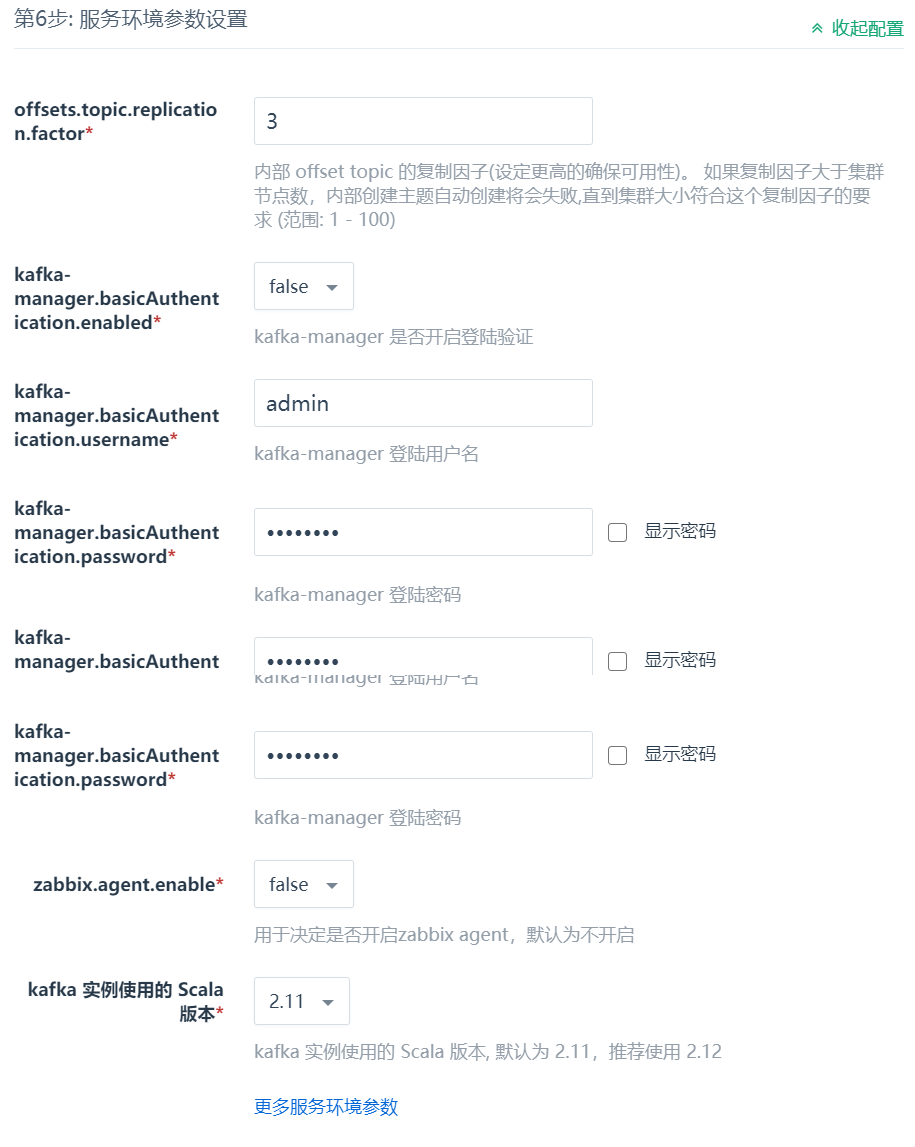 第6步: 服务环境参数设置
收起配置
offsets.topic.replicatio
n.factor*
3
内部 offset topic 的复制因子(设定更高的确保可用性)。 如果复制因子大于集群
节点数，内部创建主题自动创建将会失败,直到集群大小符合这个复制因子的要
求 (范围: 1 - 100)
kafka-
manager.basicAuthent
ication.enabled*
false
kafka-manager 是否开启登陆验证
kafka-
manager.basicAuthent
ication.username*
admin
kafka-manager 登陆用户名
kafka-
manager.basicAuthent
ication.password*
••••••••
显示密码
kafka-manager 登陆密码
kafka-
manager.basicAuthent
••••••••
显示密码
kafka-manager 登陆用户名
kafka-
manager.basicAuthent
ication.password*
••••••••
显示密码
kafka-manager 登陆密码
zabbix.agent.enable*
false
用于决定是否开启zabbix agent，默认为不开启
kafka 实例使用的 Scala
版本*
2.11
kafka 实例使用的 Scala 版本, 默认为 2.11，推荐使用 2.12
更多服务环境参数